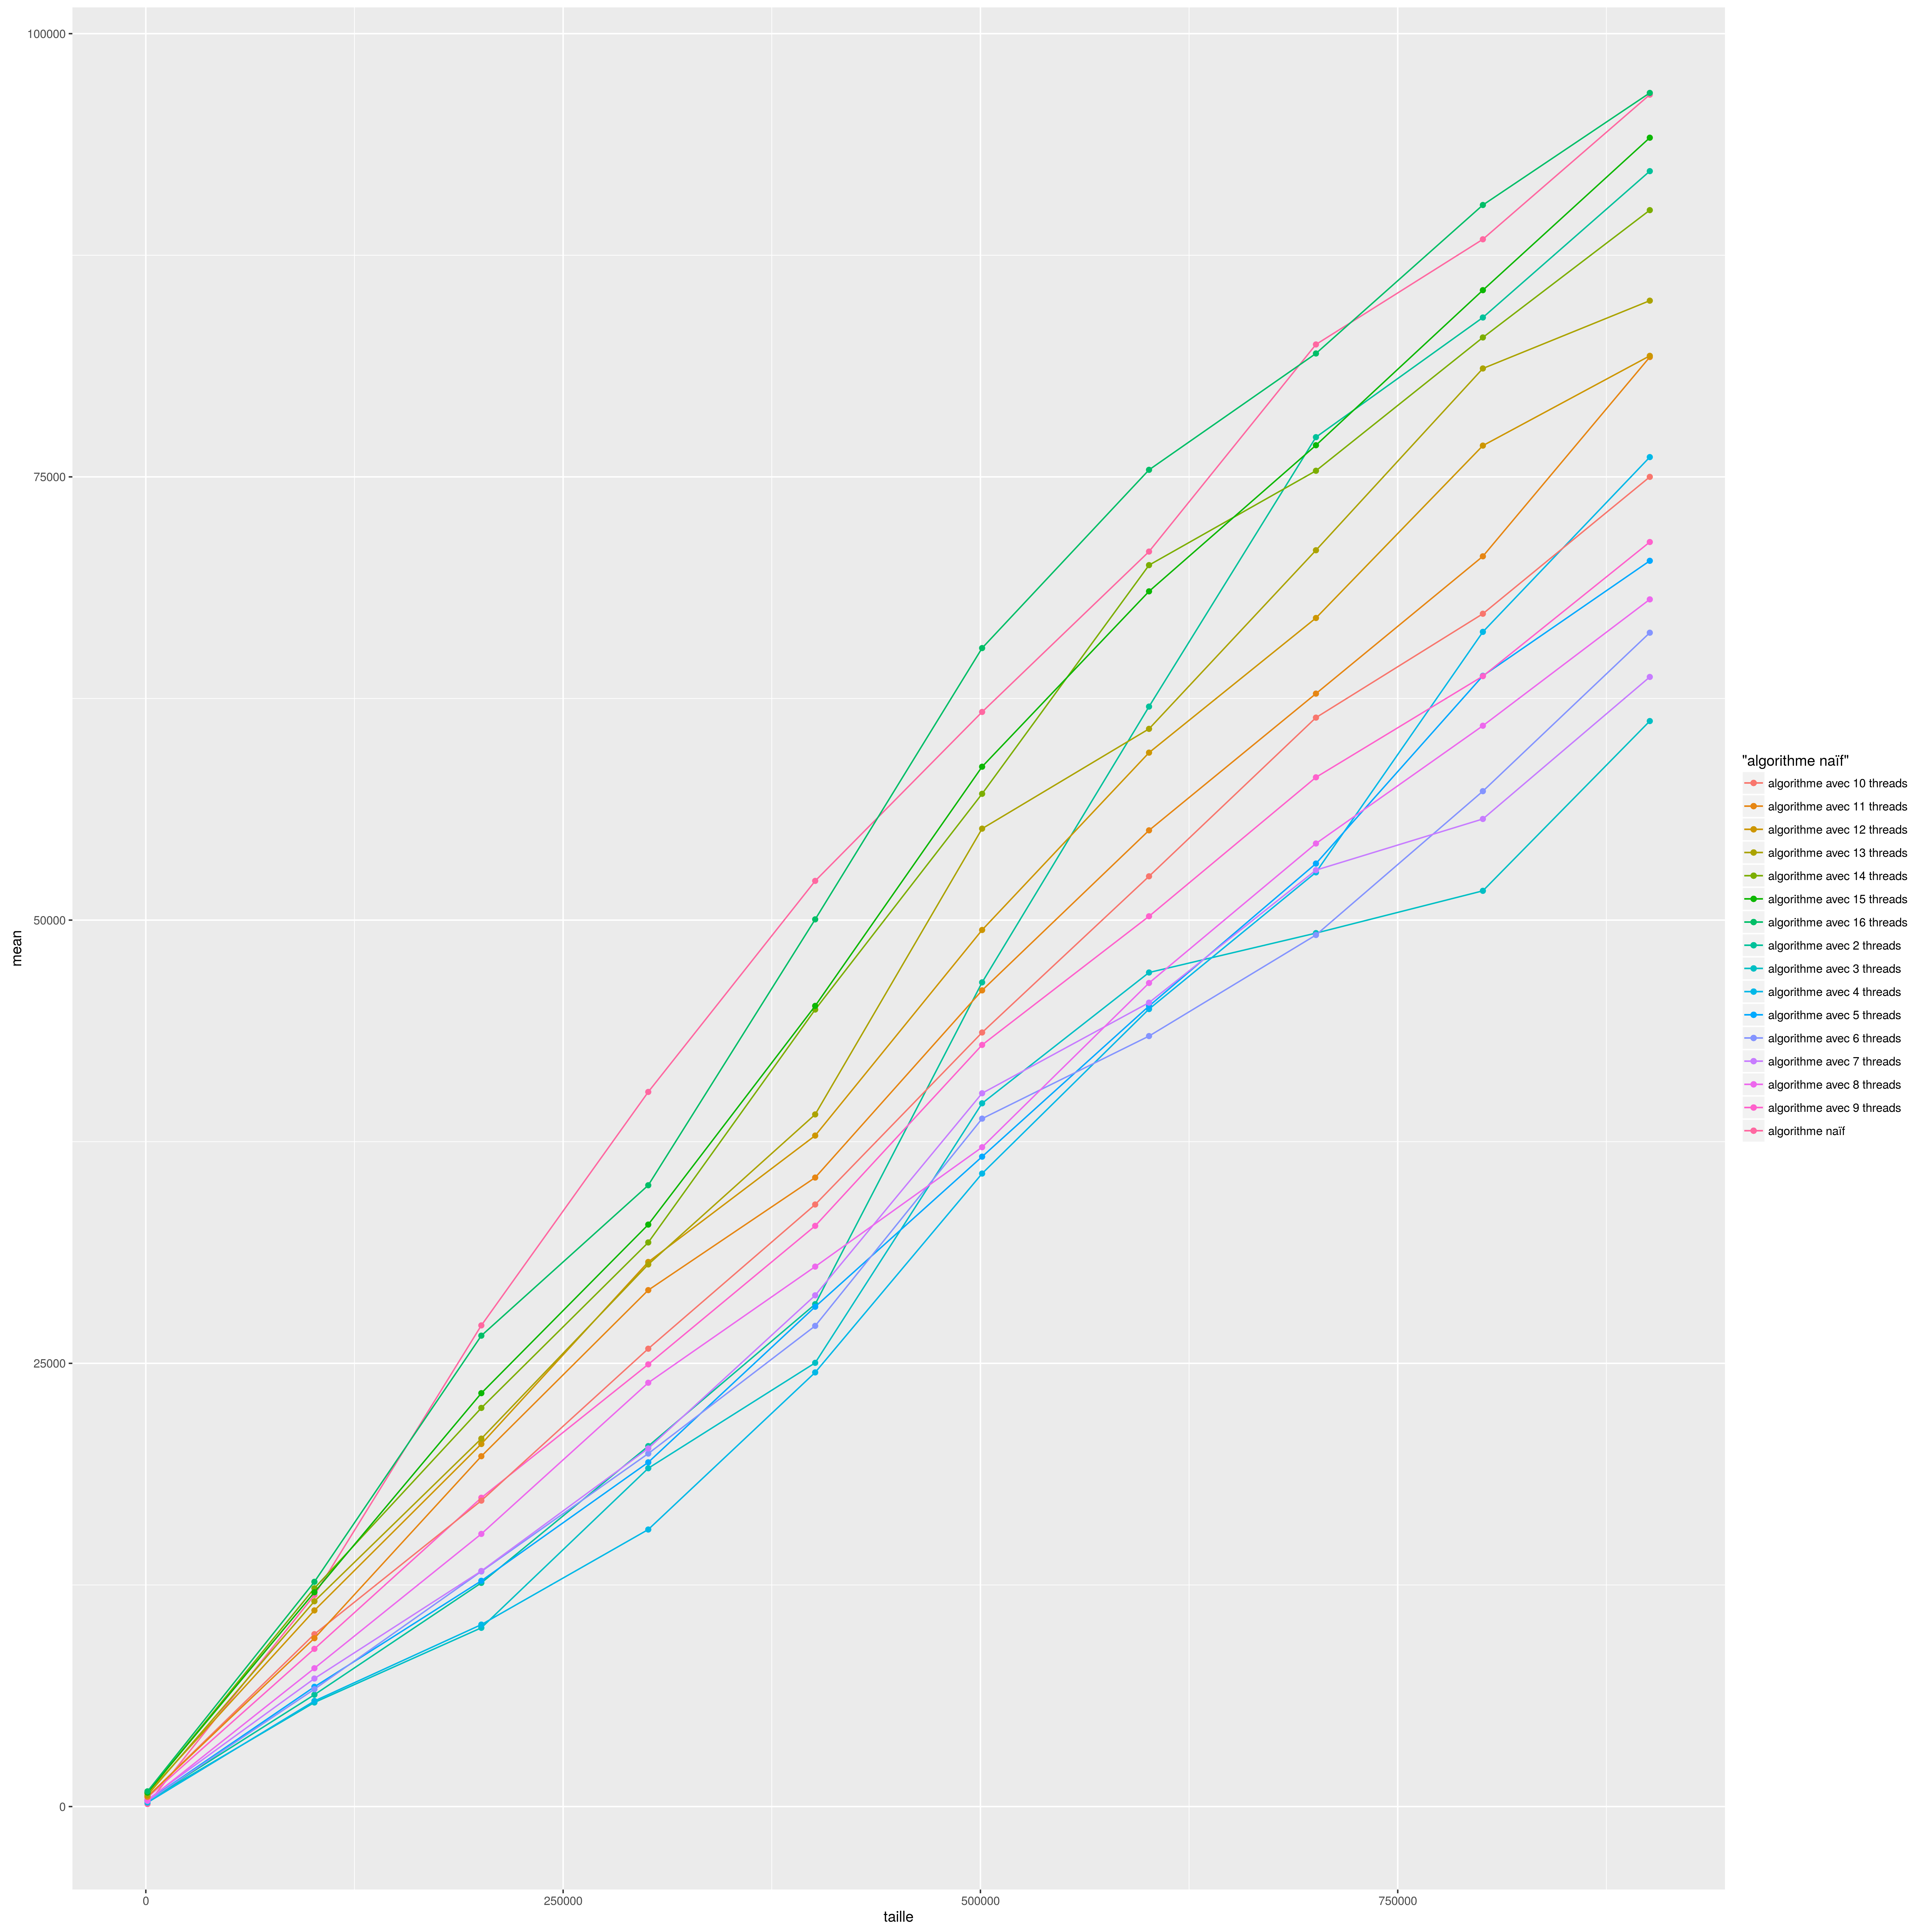 100000
75000
50000
25000
0
mean
0
250000
500000
750000
taille
"algorithme naïf"
algorithme avec 10 threads
algorithme avec 11 threads
algorithme avec 12 threads
algorithme avec 13 threads
algorithme avec 14 threads
algorithme avec 15 threads
algorithme avec 16 threads
algorithme avec 2 threads
algorithme avec 3 threads
algorithme avec 4 threads
algorithme avec 5 threads
algorithme avec 6 threads
algorithme avec 7 threads
algorithme avec 8 threads
algorithme avec 9 threads
algorithme naïf